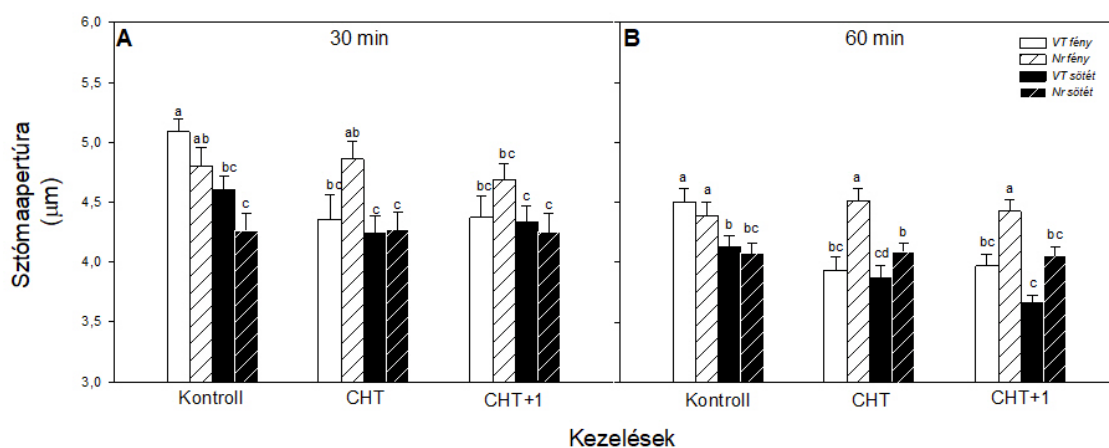 Sztómaapertúra
(µm)
6,0
5,5
5,0
4,5
4,0
3,5
3,0
A
30 min
a
ab
bc
c
bc
ab
c
c
bc
bc
c
c
Kontroll
CHT
CHT+1
B
60 min
VT fény
Nr fény
VT sötét
Nr sötét
a
a
b
bc
bc
a
cd
b
bc
a
c
bc
Kontroll
CHT
CHT+1
Kezelések